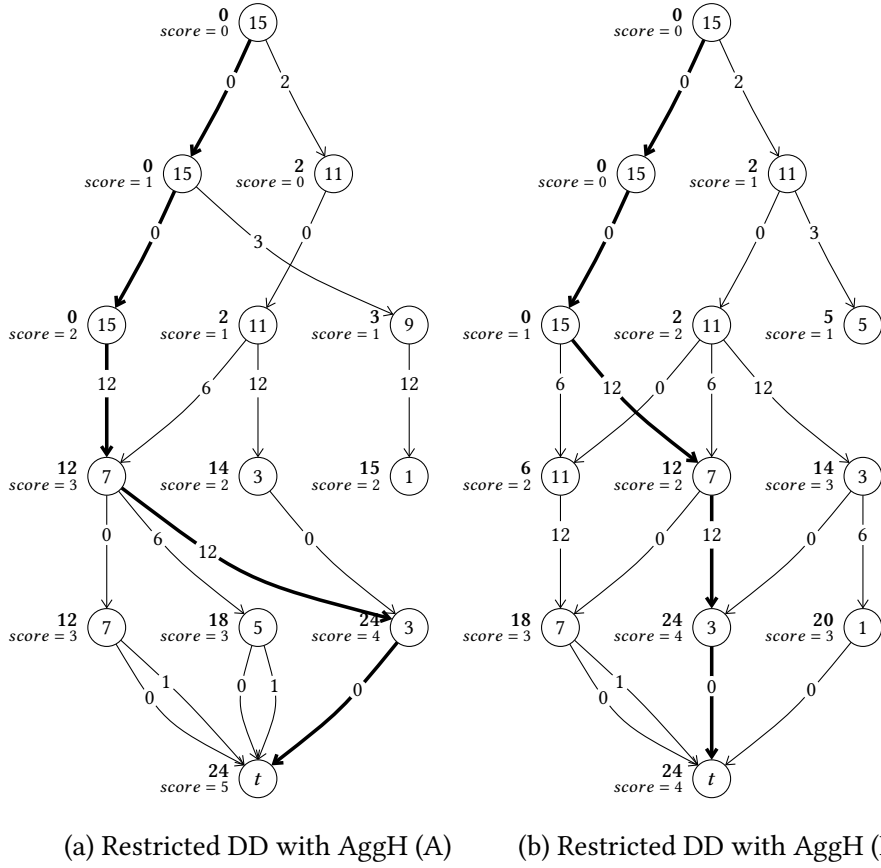 0 0
score = 0 15 score = 0 15
0 2 0 2
0 2 0 2
score = 1 15 score = 0 11 score = 0 15 score = 1 11
0 3 0 0 0 3
0 2 3 0 2 5
score = 2 15 score = 1 11 score = 1 9 score = 1 15 score = 2 11 score = 1 5
12 6 12 12 6 12 0 6 12
12 14 15 6 12 14
score = 3 7 score = 2 3 score = 2 1 score = 2 11 score = 2 7 score = 3 3
0 6 12 0 12 0 12 0 6
12 18 24 18 24 20
score = 3 7 score = 3 5 score = 4 3 score = 3 7 score = 4 3 score = 3 1
0 1 0 1 0 0 1 0 0
24 24
score = 5 t score = 4 t
(a) Restricted DD with AggH (A) (b) Restricted DD with AggH (